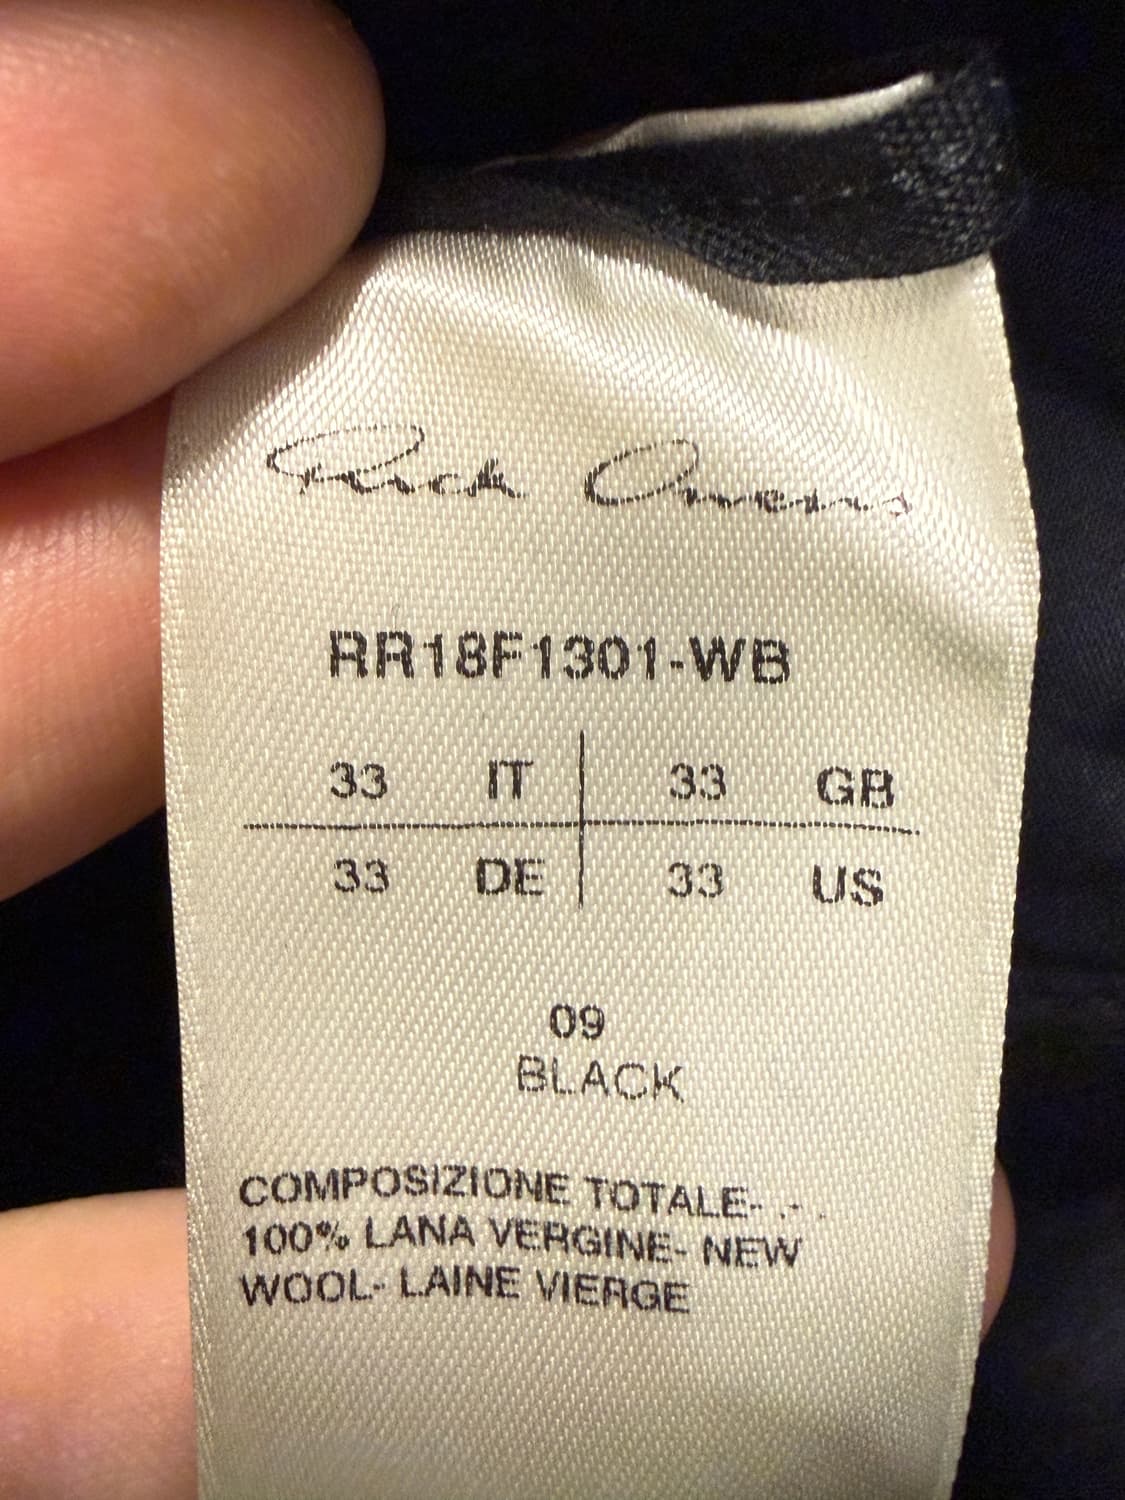 Rick Owens
RR18F1301-WB
33 IT 33 GB
33 DE 33 US
09
BLACK
COMPOSIZIONE TOTALE- .- .
100% LANA VERGINE- NEW
WOOL- LAINE VIERGE